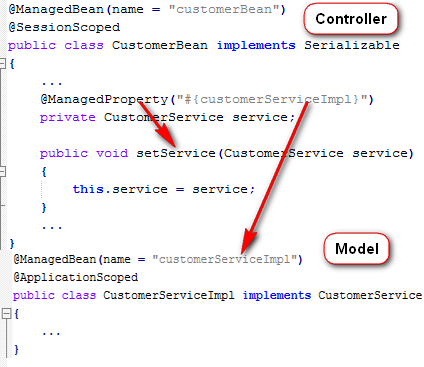 @ManagedBean(name = "customerBean")
Controller
@SessionScoped
public class CustomerBean implements Serializable
{
...
@ManagedProperty("#{customerServiceImpl}")
private CustomerService service;
public void setService(CustomerService service)
{
this.service = service;
}
...
}
Model
@ManagedBean(name = "customerServiceImpl")
@ApplicationScoped
public class CustomerServiceImpl implements CustomerService
{
...
}